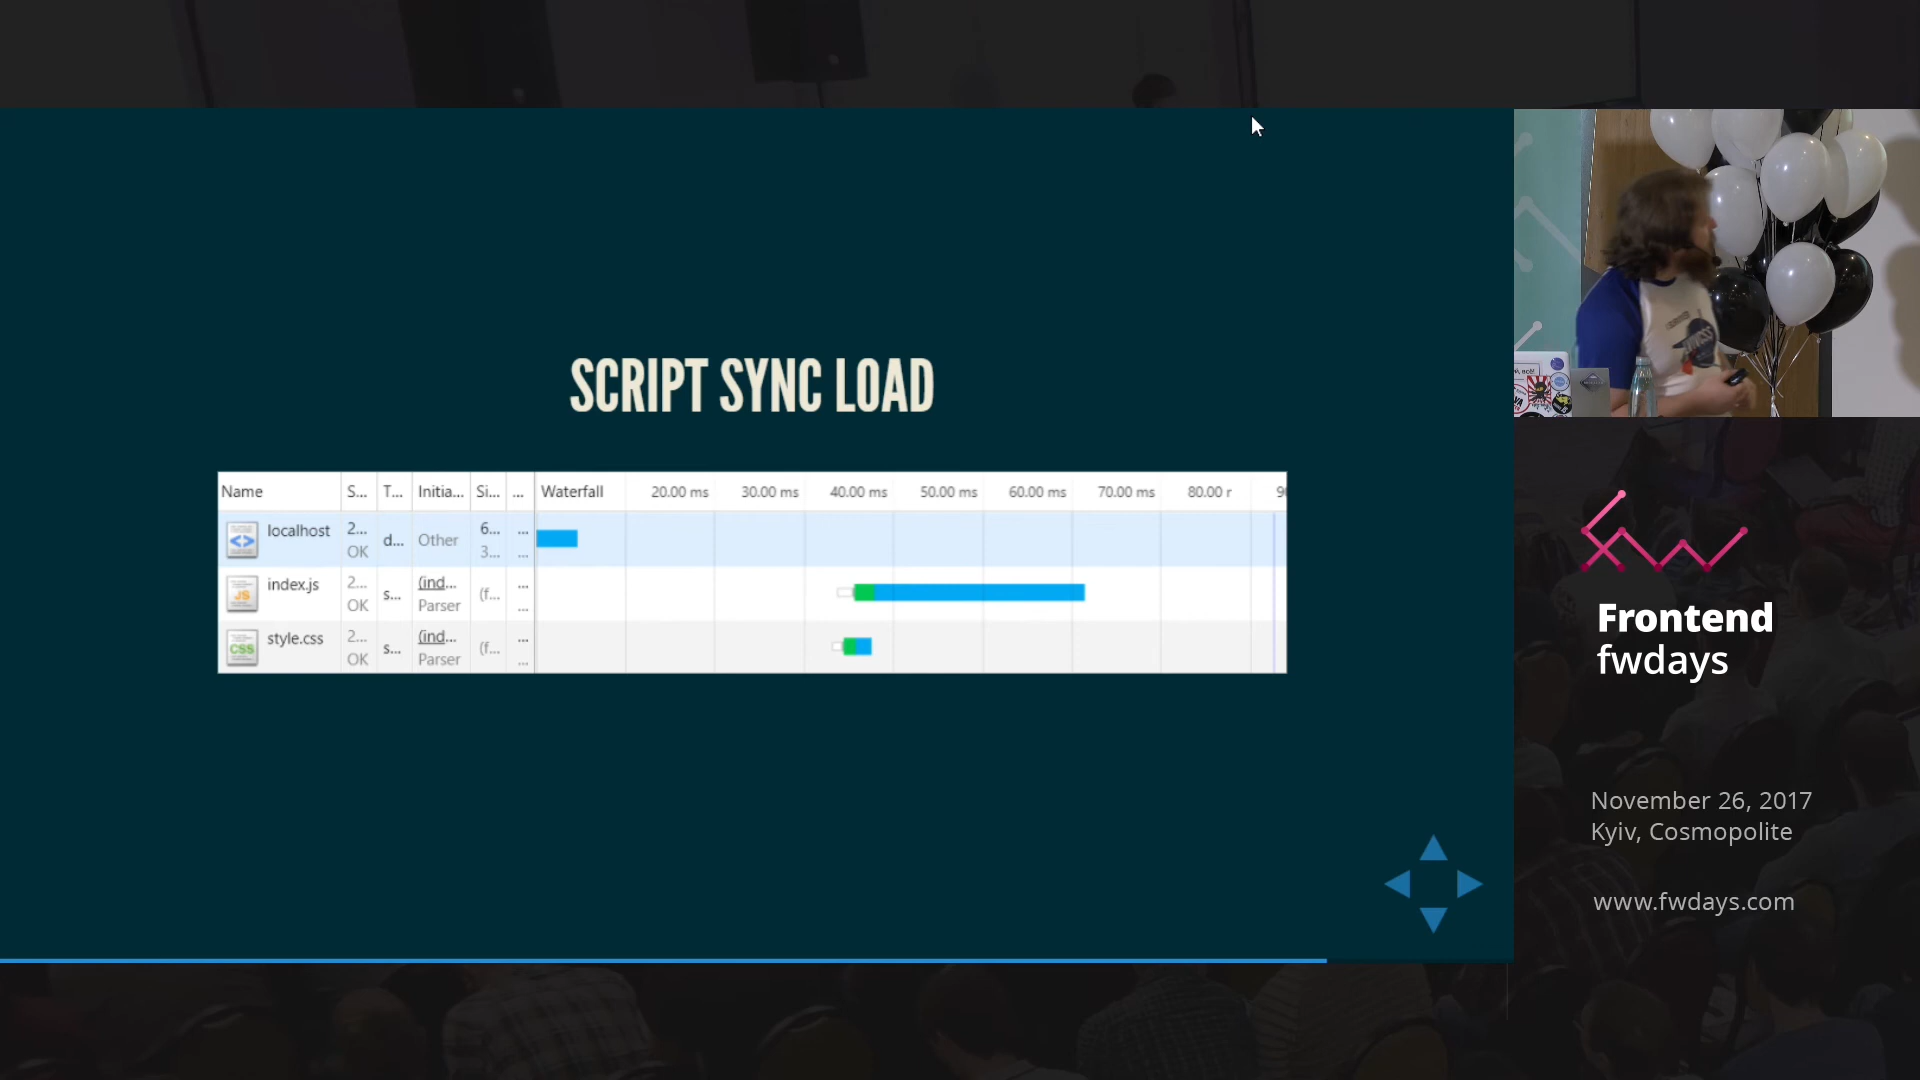 SCRIPT SYNC LOAD
Name S... T... Initia... Si... ... Waterfall 20.00 ms 30.00 ms 40.00 ms 50.00 ms 60.00 ms 70.00 ms 80.00 r
localhost 2... OK d... Other 6... 3... ... ...
index.js 2... OK s... (ind... Parser (f... ... ...
style.css 2... OK s... (ind... Parser (f... ... ...
JS
CSS
Frontend
fwdays
November 26, 2017
Kyiv, Cosmopolite
www.fwdays.com